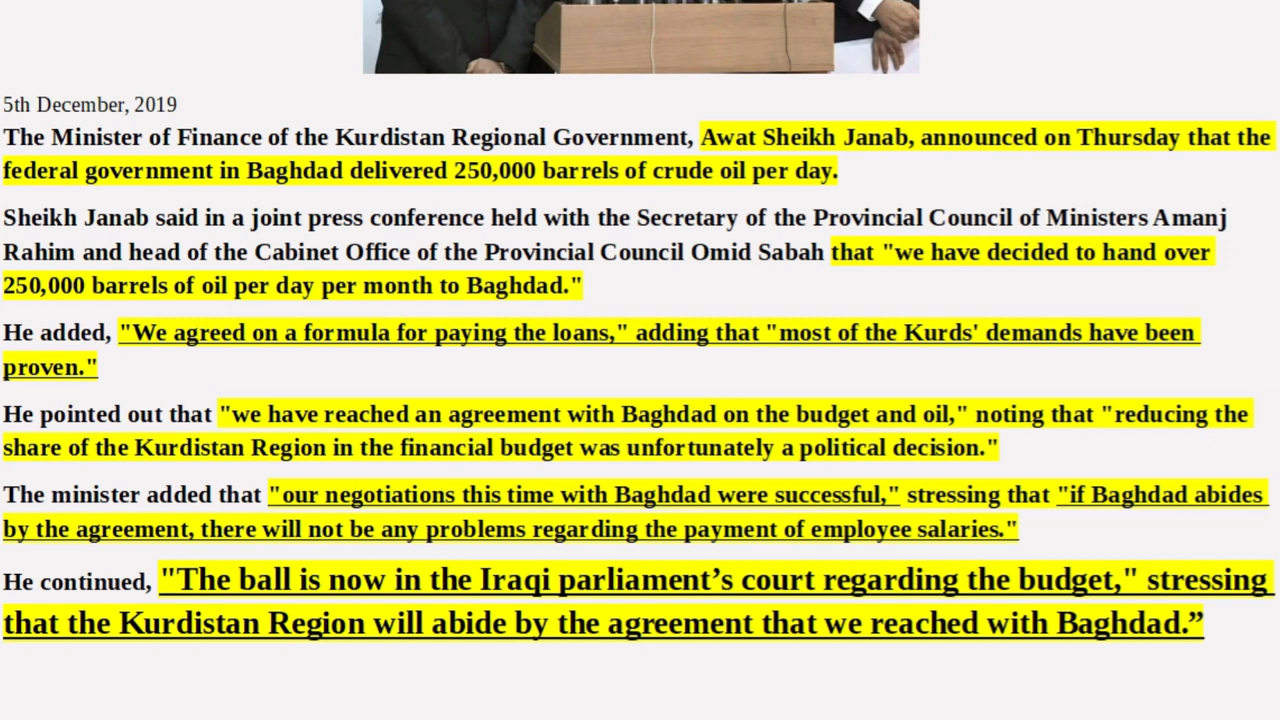 5th December, 2019
The Minister of Finance of the Kurdistan Regional Government, Awat Sheikh Janab, announced on Thursday that the
federal government in Baghdad delivered 250,000 barrels of crude oil per day.
Sheikh Janab said in a joint press conference held with the Secretary of the Provincial Council of Ministers Amanj
Rahim and head of the Cabinet Office of the Provincial Council Omid Sabah that "we have decided to hand over
250,000 barrels of oil per day per month to Baghdad."
He added, "We agreed on a formula for paying the loans," adding that "most of the Kurds' demands have been
proven."
He pointed out that "we have reached an agreement with Baghdad on the budget and oil," noting that "reducing the
share of the Kurdistan Region in the financial budget was unfortunately a political decision."
The minister added that "our negotiations this time with Baghdad were successful," stressing that "if Baghdad abides
by the agreement, there will not be any problems regarding the payment of employee salaries."
He continued, "The ball is now in the Iraqi parliament’s court regarding the budget," stressing
that the Kurdistan Region will abide by the agreement that we reached with Baghdad.”